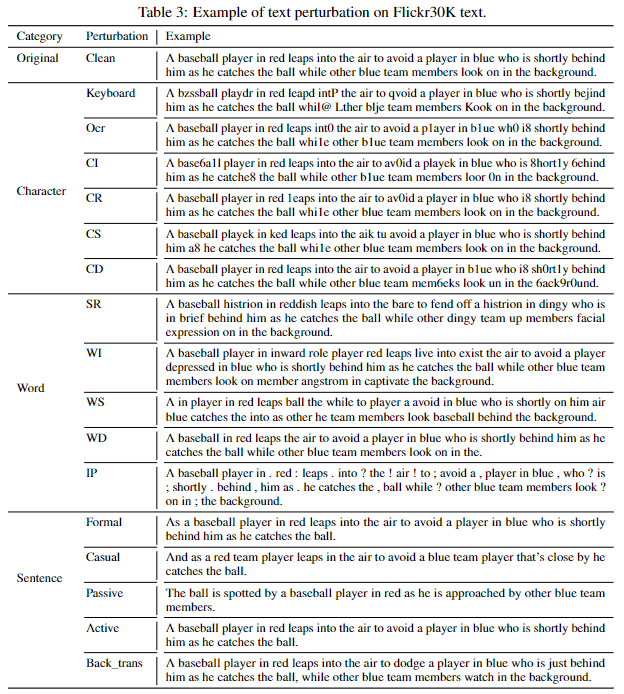 Table 3: Example of text perturbation on Flickr30K text.
Category Perturbation Example
Original Clean A baseball player in red leaps into the air to avoid a player in blue who is shortly behind
him as he catches the ball while other blue team members look on in the background.
Character
Keyboard A bzssball playdr in red leapd intP the air to qvoid a player in blue who is shortly bejind
him as he catches the ball whil@ Lther blje team members Kook on in the background.
Ocr A baseball player in red leaps int0 the air to avoid a p1ayer in b1ue wh0 i8 shortly behind
him as he catches the ball whi1e other b1ue team members look on in the background.
CI A base6a1l player in red leaps into the air to av0id a playek in blue who is 8hort1y 6ehind
him as he catche8 the ball while other b1ue team members loor 0n in the background.
CR A baseball player in red 1eaps into the air to av0id a player in blue who i8 shortly behind
him as he catches the ball whi1e other blue team members look on in the background.
CS A baseball playek in ked leaps into the aik tu avoid a player in blue who is shortly behind
him a8 he catches the ball whi1e other blue team members look on in the background.
CD A baseball player in red leaps into the air to avoid a player in b1ue who i8 sh0rt1y behind
him as he catches the ball while other blue team mem6eks look un in the 6ack9r0und.
Word
SR A baseball histrion in reddish leaps into the bare to fend off a histrion in dingy who is
in brief behind him as he catches the ball while other dingy team up members facial
expression on in the background.
WI A baseball player in inward role player red leaps live into exist the air to avoid a player
depressed in blue who is shortly behind him as he catches the ball while other blue team
members look on member angstrom in captivate the background.
WS A in player in red leaps ball the while to player a avoid in blue who is shortly on him air
blue catches the into as other he team members look baseball behind the background.
WD A baseball in red leaps the air to avoid a player in blue who is shortly behind him as he
catches the ball while other blue team members look on in the.
IP A baseball player in . red : leaps . into ? the ! air ! to ; avoid a , player in blue , who ? is
; shortly . behind , him as . he catches the , ball while ? other blue team members look ?
on in ; the background.
Sentence
Formal As a baseball player in red leaps into the air to avoid a player in blue who is shortly
behind him as he catches the ball.
Casual And as a red team player leaps in the air to avoid a blue team player that's close by he
catches the ball.
Passive The ball is spotted by a baseball player in red as he is approached by other blue team
members.
Active A baseball player in red leaps into the air to avoid a player in blue who is shortly behind
him as he catches the ball.
Back_trans A baseball player in red leaps into the air to dodge a player in blue who is just behind
him as he catches the ball, while other blue team members watch in the background.